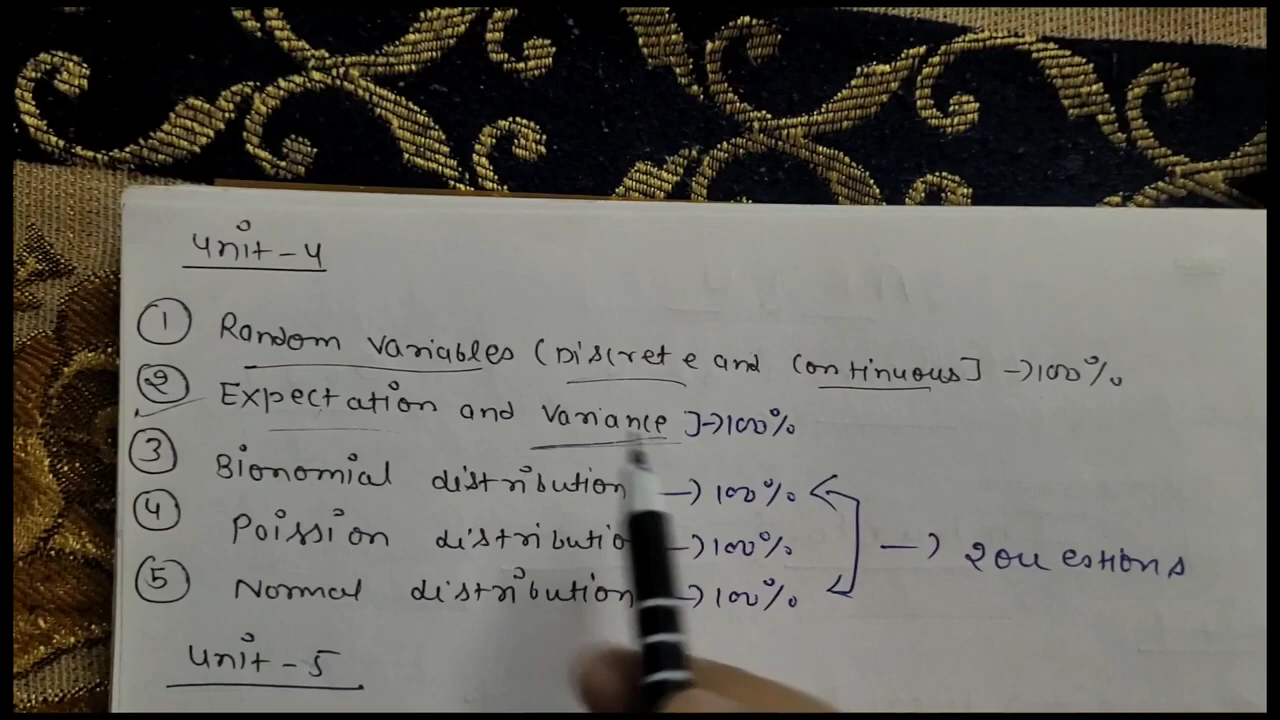 Unit-4
① Random variables (Discrete and Continuous] → 100%
② Expectation and Variance ] → 100%
③ Bionomial distribution → 100%
④ Poission distribution → 100% → 2 Questions
⑤ Normal distribution → 100%
Unit-5